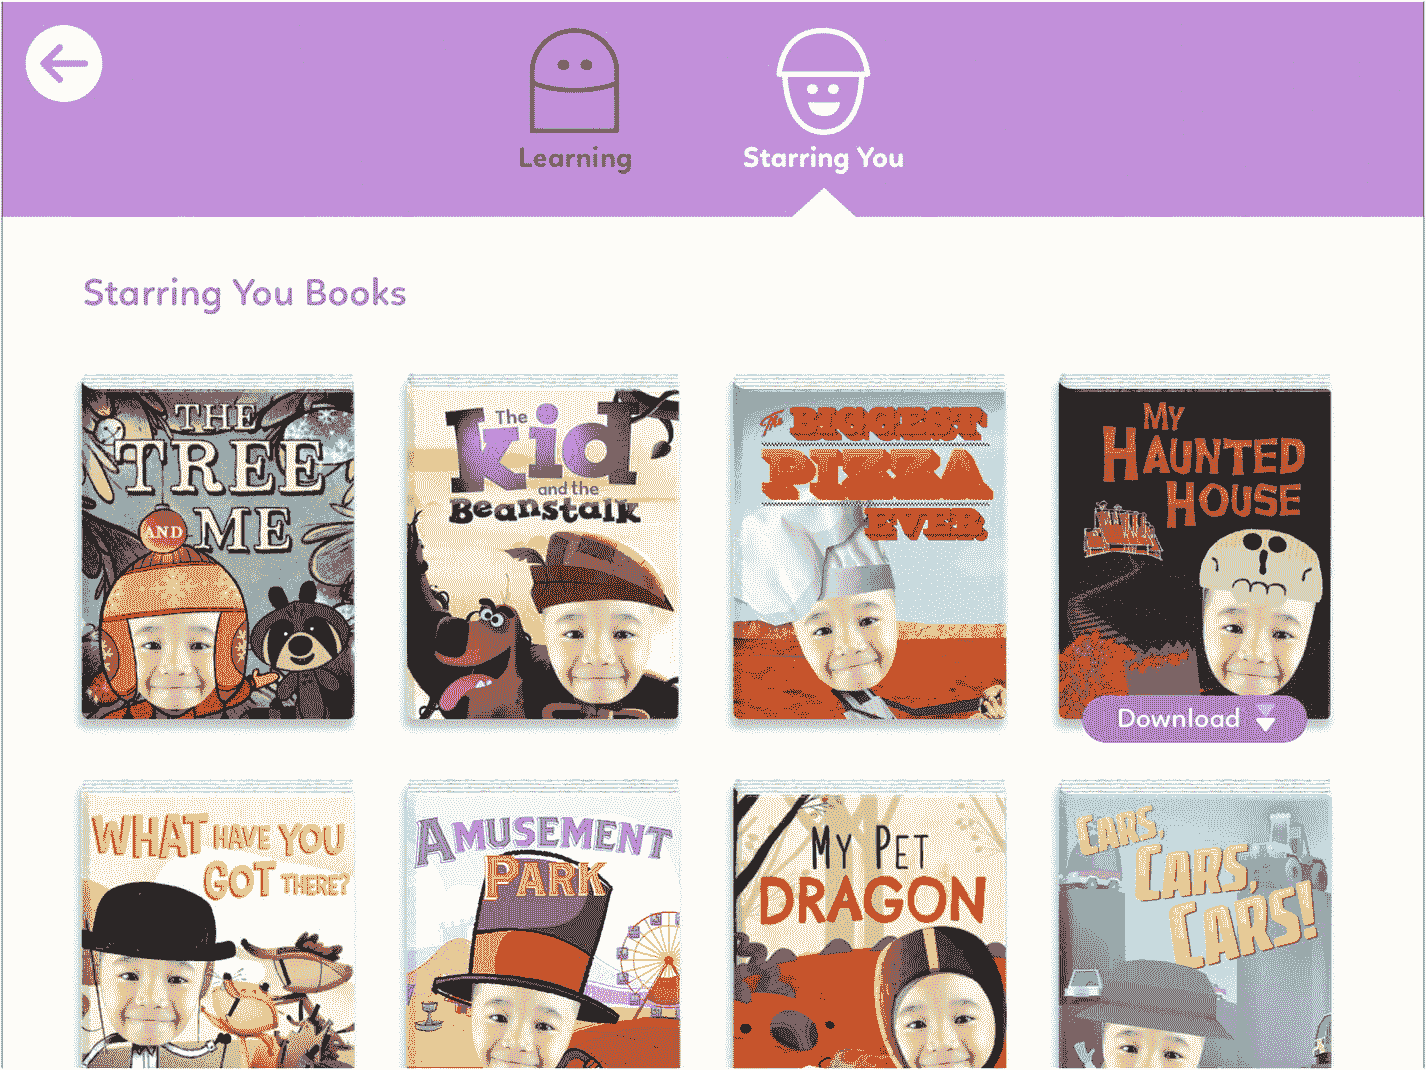 Learning
Starring You
Starring You Books
THE
TREE
AND ME
The
Kid
and the
Beanstalk
The BIGGEST
PIZZA
EVER
MY
HAUNTED
HOUSE
Download
WHAT HAVE YOU
GOT THERE?
AMUSEMENT
PARK
MY PET
DRAGON
CARS,
CARS,
CARS!